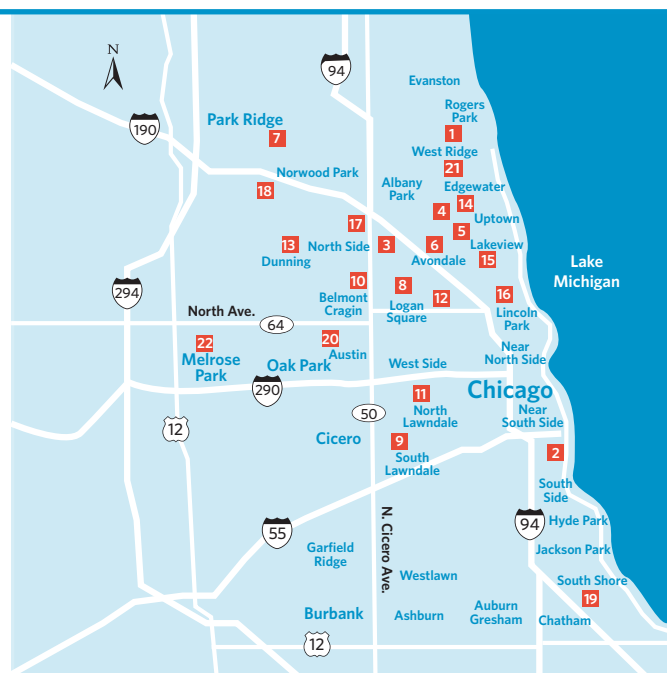 N
94
Evanston
Rogers
Park
190
Park Ridge
7
1
West Ridge
21
Norwood Park
18
Albany
Park
Edgewater
14
4
Uptown
17
5
13
North Side
3
6
Lakeview
Dunning
Avondale
15
Lake
Michigan
10
8
294
Belmont
Cragin
12
16
Logan
Square
Lincoln
Park
North Ave.
64
22
20
Near
North Side
Melrose
Park
Oak Park
Austin
West Side
290
11
Chicago
50
North
Lawndale
Near
South Side
12
Cicero
9
2
South
Lawndale
South
Side
N. Cicero Ave.
55
94
Hyde Park
Garfield
Ridge
Jackson Park
Westlawn
South Shore
19
Burbank
Ashburn
Auburn
Gresham
Chatham
12